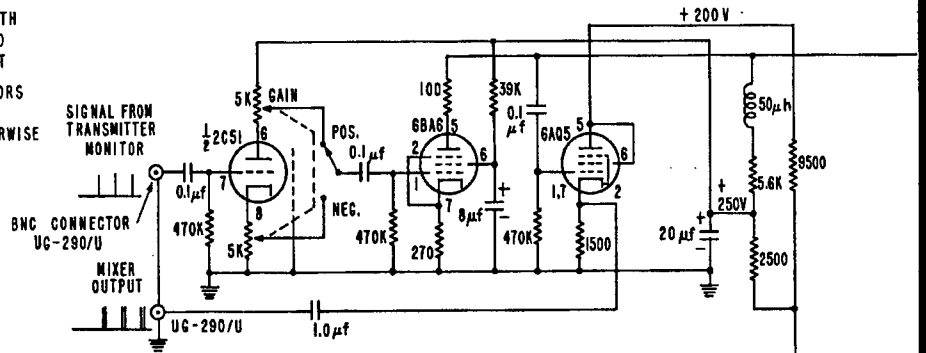 TH
O
T
ORS
RWISE
SIGNAL FROM
TRANSMITTER
MONITOR
BNC CONNECTOR
UG-290/U
MIXER
OUTPUT
UG-290/U
0.1μf
470K
5K
GAIN
½2C51
6
7
8
5K
POS.
NEG.
0.1μf
470K
100
6BA6
5
2
1
6
7
270
39K
+
8μf
-
0.1
μf
470K
6AQ5
5
6
1,7
2
1500
1.0μf
+ 200V
50μh
5.6K
9500
+
250V
+
20μf
-
2500